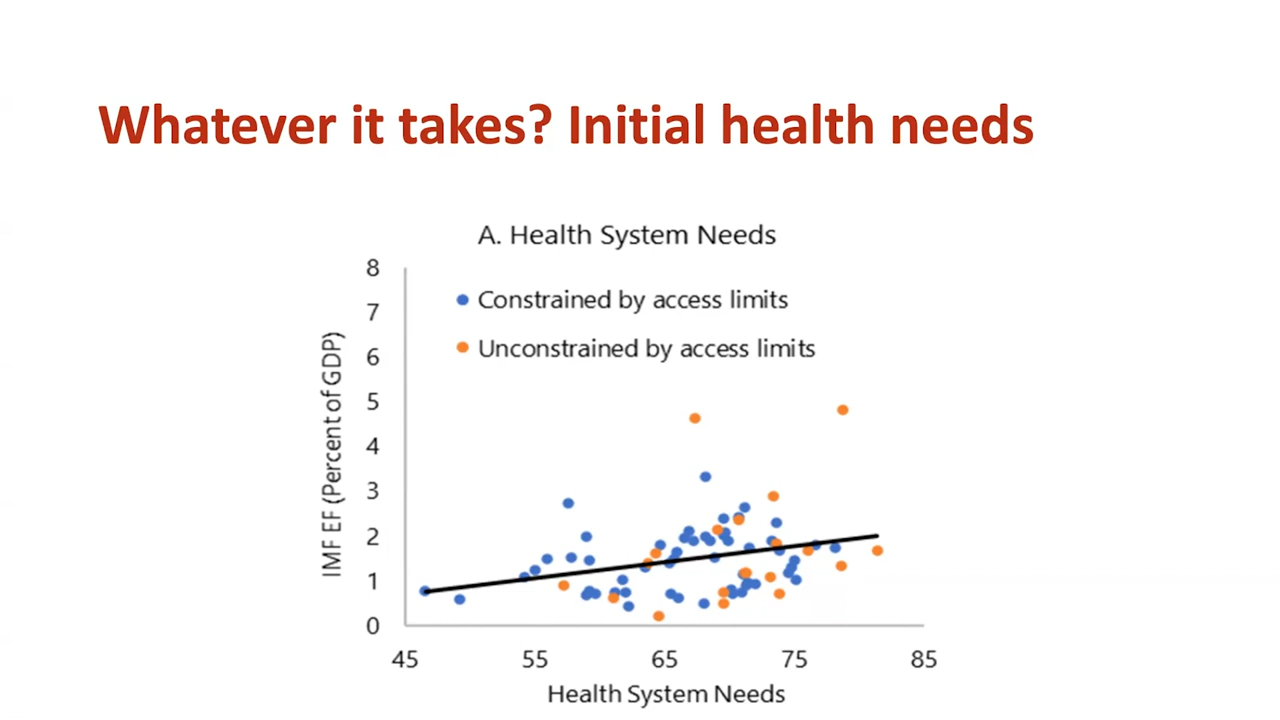 Whatever it takes? Initial health needs
A. Health System Needs
8
7
6
5
4
3
2
1
0
IMF EF (Percent of GDP)
Constrained by access limits
Unconstrained by access limits
45 55 65 75 85
Health System Needs